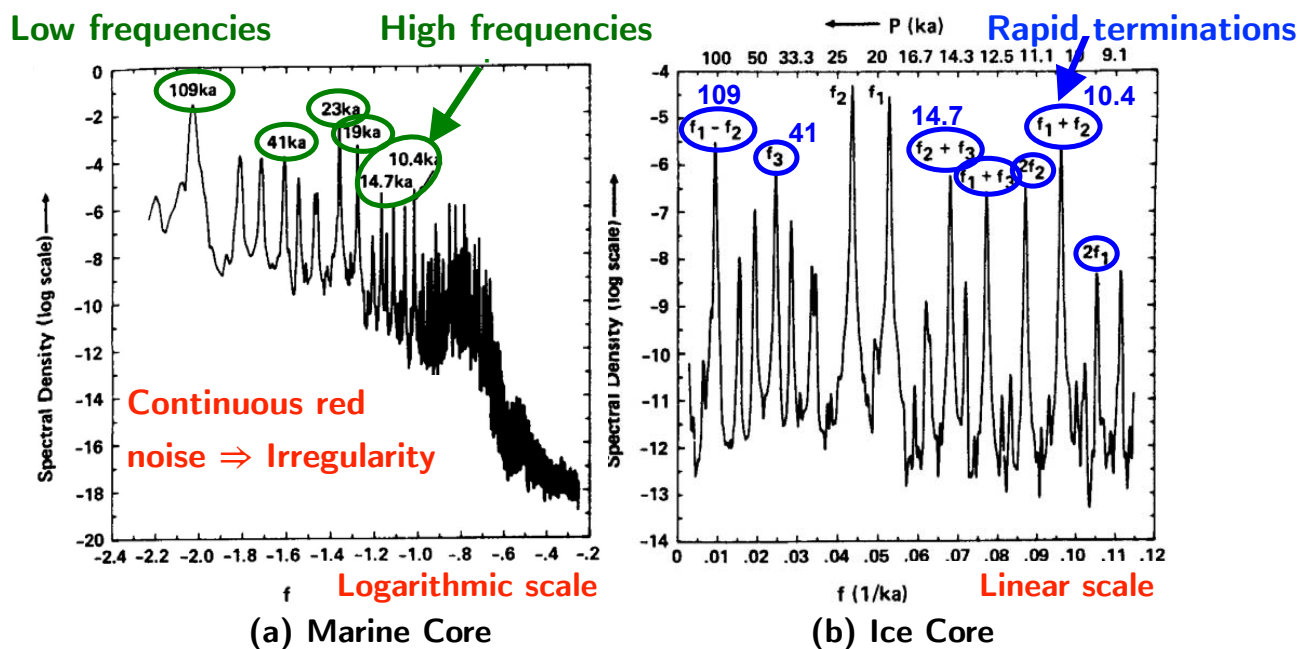 Low frequencies
High frequencies
0
-2
-4
-6
-8
-10
-12
-14
-16
-18
-20
Spectral Density (log scale)
109ka
41ka
23ka
19ka
10.4ka
14.7ka
Continuous red
noise ⇒ Irregularity
-2.4 -2.2 -2.0 -1.8 -1.6 -1.4 -1.2 -1.0 -.8 -.6 -.4 -.2
f
Logarithmic scale
(a) Marine Core
P (ka)
Rapid terminations
100 50 33.3 25 20 16.7 14.3 12.5 11.1 10 9.1
-4
-5
-6
-7
-8
-9
-10
-11
-12
-13
-14
Spectral Density (log scale)
109
f₁ - f₂
41
f₃
f₂
f₁
14.7
f₂ + f₃
f₁ + f₃
2f₂
10.4
f₁ + f₂
2f₁
0 .01 .02 .03 .04 .05 .06 .07 .08 .09 .10 .11 .12
f (1/ka)
Linear scale
(b) Ice Core